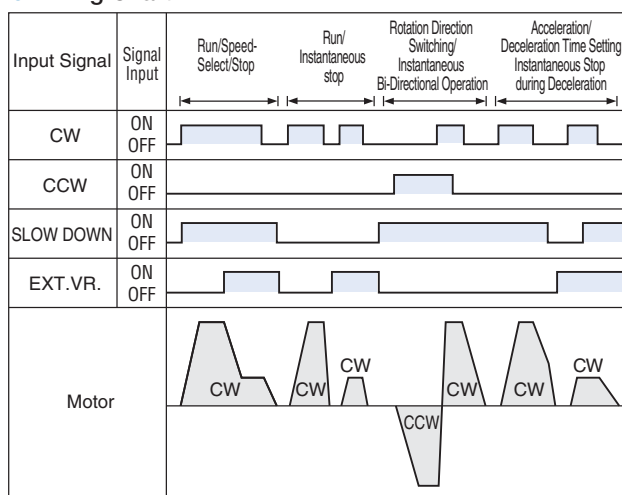 Input Signal
Signal
Input
Run/Speed-
Select/Stop
Run/
Instantaneous
stop
Rotation Direction
Switching/
Instantaneous
Bi-Directional Operation
Acceleration/
Deceleration Time Setting
Instantaneous Stop
during Deceleration
CW
ON
OFF
CCW
ON
OFF
SLOW DOWN
ON
OFF
EXT.VR.
ON
OFF
Motor
CW
CW
CW
CCW
CW
CW
CW